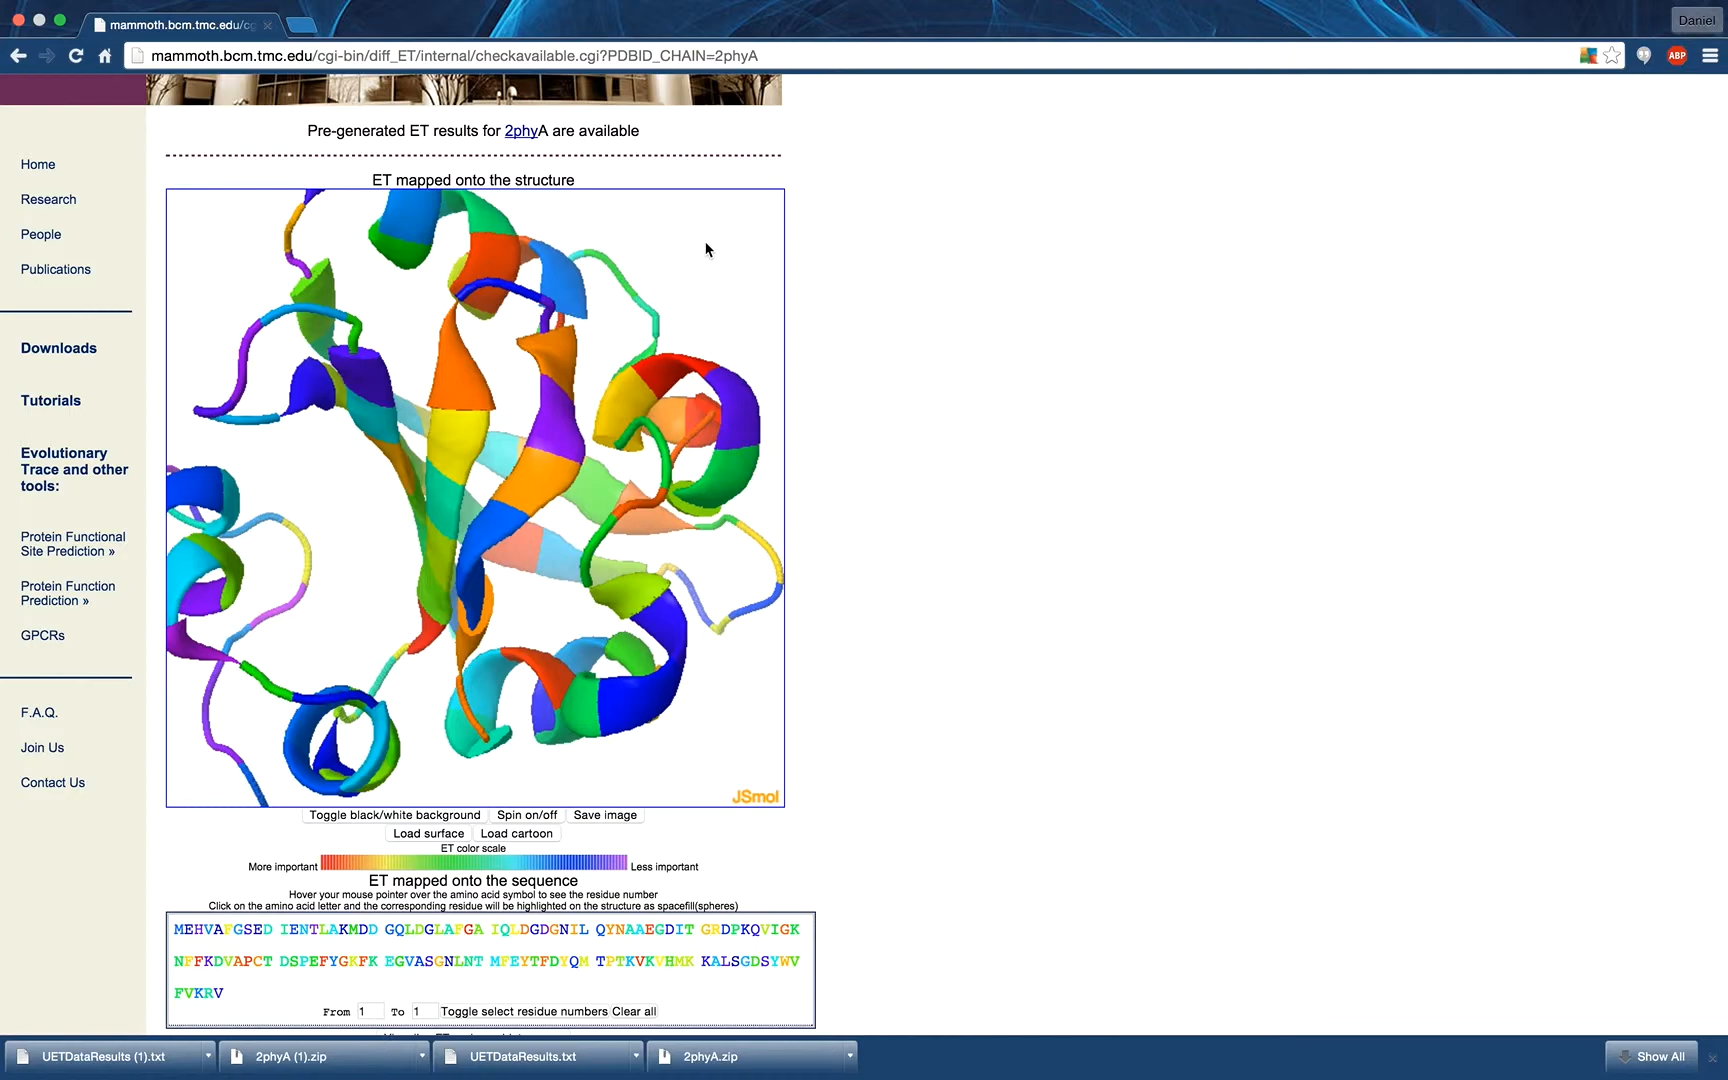 mammoth.bcm.tmc.edu/cg
Daniel
mammoth.bcm.tmc.edu/cgi-bin/diff_ET/internal/checkavailable.cgi?PDBID_CHAIN=2phyA
ABP
Pre-generated ET results for 2phyA are available
Home
Research
People
Publications
Downloads
Tutorials
Evolutionary
Trace and other
tools:
Protein Functional
Site Prediction »
Protein Function
Prediction »
GPCRs
F.A.Q.
Join Us
Contact Us
ET mapped onto the structure
JSmol
Toggle black/white background Spin on/off Save image
Load surface Load cartoon
ET color scale
More important Less important
ET mapped onto the sequence
Hover your mouse pointer over the amino acid symbol to see the residue number
Click on the amino acid letter and the corresponding residue will be highlighted on the structure as spacefill(spheres)
MEHVAFGSED IENTLAKMDD GQLDGLAFGA IQLDGDGNIL QYNAAEGDIT GRDPKQVIGK
NFFKDVAPCT DSPEFYGKFK EGVASGNLNT MFEYTFDYQM TPTKVKVHMK KALSGDSYWV
FVKRV
From 1 To 1 Toggle select residue numbers Clear all
UETDataResults (1).txt
2phyA (1).zip
UETDataResults.txt
2phyA.zip
Show All